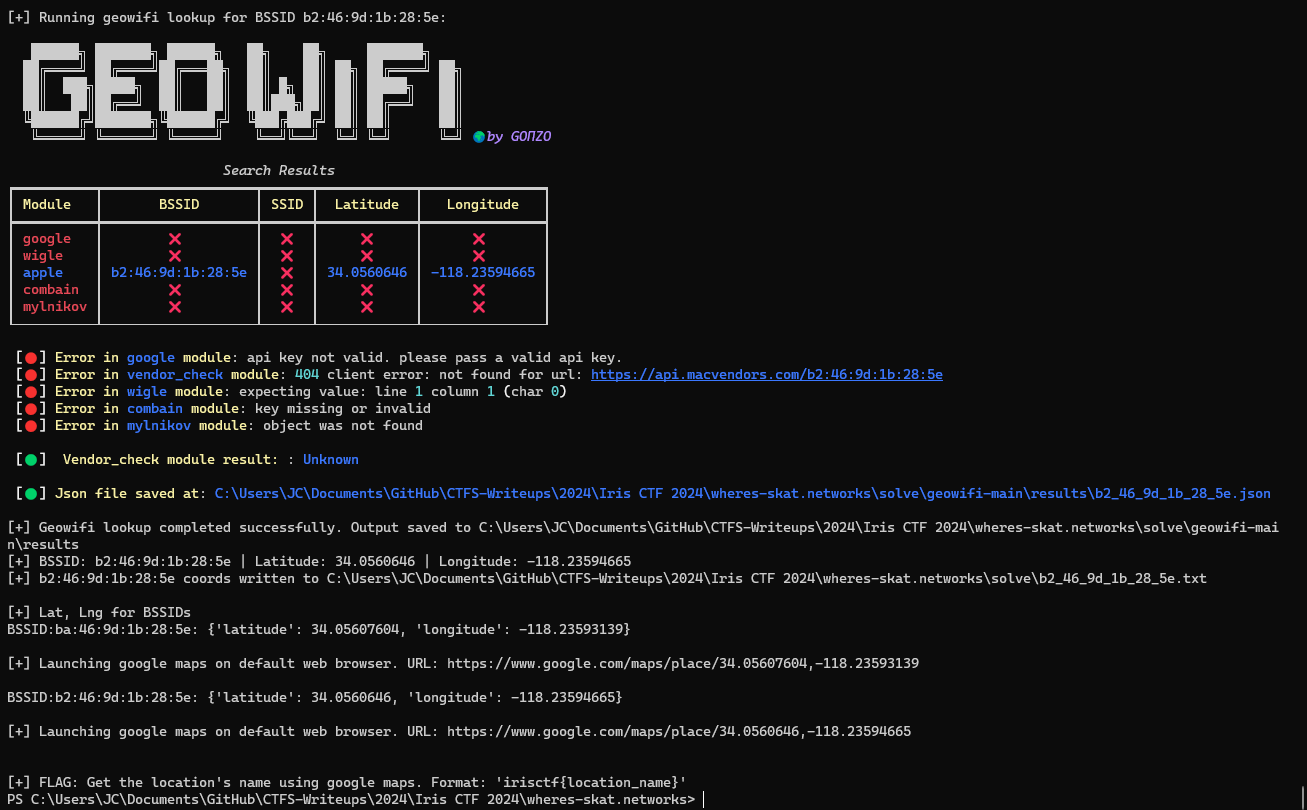 [+] Running geowifi lookup for BSSID b2:46:9d:1b:28:5e:
GEO WiFi
by GOΠZO
Search Results
Module BSSID SSID Latitude Longitude
google ❌ ❌ ❌ ❌
wigle ❌ ❌ ❌ ❌
apple b2:46:9d:1b:28:5e ❌ 34.0560646 -118.23594665
combain ❌ ❌ ❌ ❌
mylnikov ❌ ❌ ❌ ❌
[🔴] Error in google module: api key not valid. please pass a valid api key.
[🔴] Error in vendor_check module: 404 client error: not found for url: https://api.macvendors.com/b2:46:9d:1b:28:5e
[🔴] Error in wigle module: expecting value: line 1 column 1 (char 0)
[🔴] Error in combain module: key missing or invalid
[🔴] Error in mylnikov module: object was not found
[🟢] Vendor_check module result: : Unknown
[🟢] Json file saved at: C:\Users\JC\Documents\GitHub\CTFS-Writeups\2024\Iris CTF 2024\wheres-skat.networks\solve\geowifi-main\results\b2_46_9d_1b_28_5e.json
[+] Geowifi lookup completed successfully. Output saved to C:\Users\JC\Documents\GitHub\CTFS-Writeups\2024\Iris CTF 2024\wheres-skat.networks\solve\geowifi-mai
n\results
[+] BSSID: b2:46:9d:1b:28:5e | Latitude: 34.0560646 | Longitude: -118.23594665
[+] b2:46:9d:1b:28:5e coords written to C:\Users\JC\Documents\GitHub\CTFS-Writeups\2024\Iris CTF 2024\wheres-skat.networks\solve\b2_46_9d_1b_28_5e.txt
[+] Lat, Lng for BSSIDs
BSSID:ba:46:9d:1b:28:5e: {'latitude': 34.05607604, 'longitude': -118.23593139}
[+] Launching google maps on default web browser. URL: https://www.google.com/maps/place/34.05607604,-118.23593139
BSSID:b2:46:9d:1b:28:5e: {'latitude': 34.0560646, 'longitude': -118.23594665}
[+] Launching google maps on default web browser. URL: https://www.google.com/maps/place/34.0560646,-118.23594665
[+] FLAG: Get the location's name using google maps. Format: 'irisctf{location_name}'
PS C:\Users\JC\Documents\GitHub\CTFS-Writeups\2024\Iris CTF 2024\wheres-skat.networks>